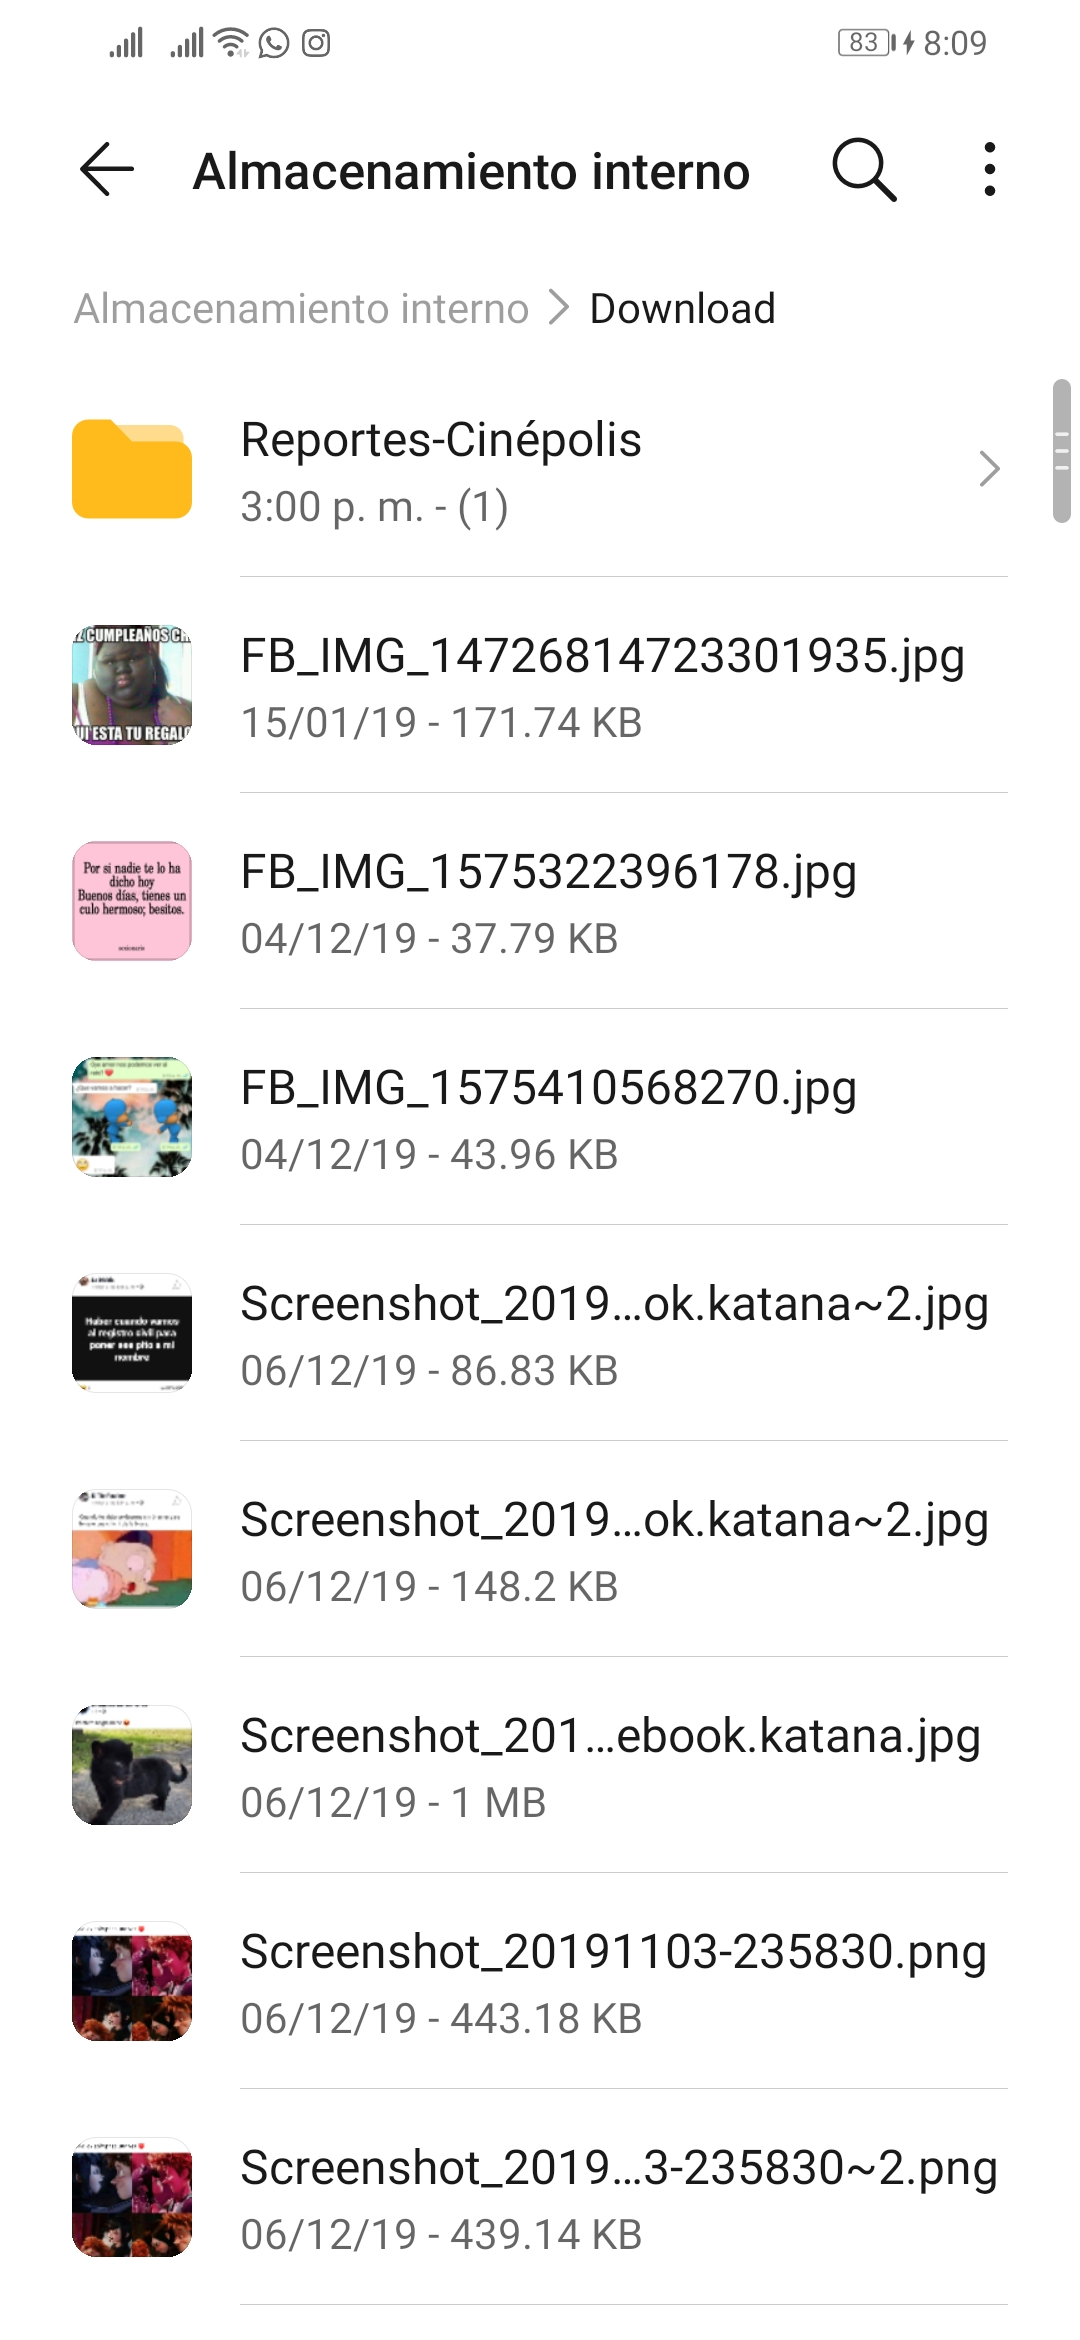 83 8:09
Almacenamiento interno
Almacenamiento interno > Download
Reportes-Cinépolis
3:00 p. m. - (1)
CUMPLEAÑOS
ESTA TU
FB_IMG_14726814723301935.jpg
15/01/19 - 171.74 KB
Por si nadie te lo ha
dicho hoy
Buenos días, tienes un
culo hermoso; besitos.
FB_IMG_1575322396178.jpg
04/12/19 - 37.79 KB
FB_IMG_1575410568270.jpg
04/12/19 - 43.96 KB
Haber cuando vamos
al registro sivil para
poner ese pito a mi
nombre
Screenshot_2019...ok.katana~2.jpg
06/12/19 - 86.83 KB
Screenshot_2019...ok.katana~2.jpg
06/12/19 - 148.2 KB
Screenshot_201...ebook.katana.jpg
06/12/19 - 1 MB
Screenshot_20191103-235830.png
06/12/19 - 443.18 KB
Screenshot_2019...3-235830~2.png
06/12/19 - 439.14 KB